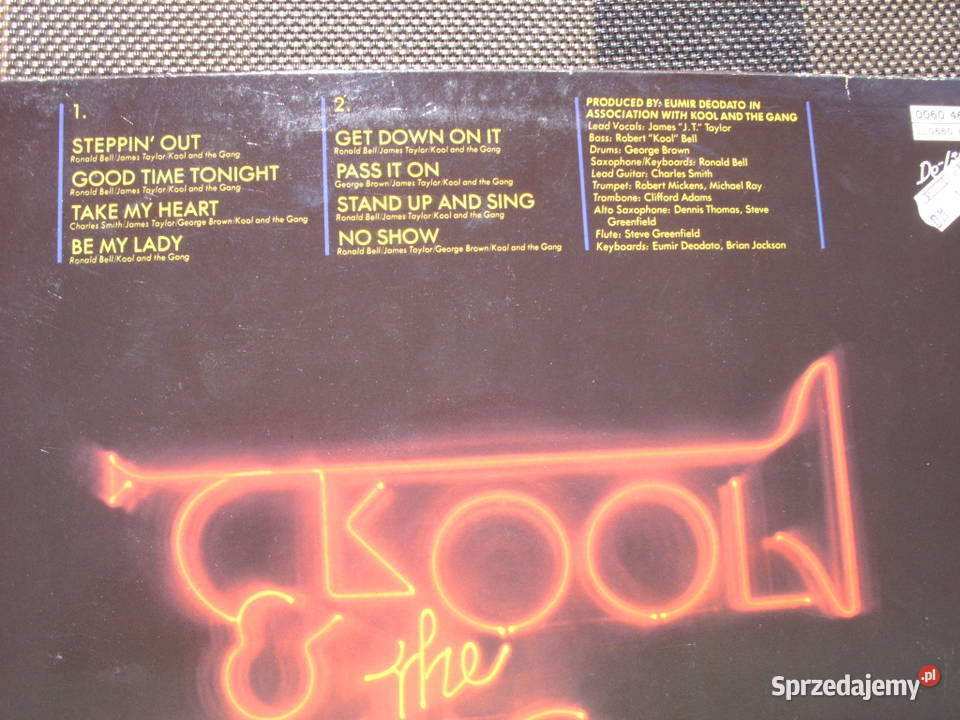 1.
STEPPIN' OUT
Ronald Bell/James Taylor/Kool and the Gang
GOOD TIME TONIGHT
Ronald Bell/James Taylor/Kool and the Gang
TAKE MY HEART
Charles Smith/James Taylor/George Brown/Kool and the Gang
BE MY LADY
Ronald Bell/Kool and the Gang
2.
GET DOWN ON IT
Ronald Bell/James Taylor/Kool and the Gang
PASS IT ON
George Brown/James Taylor/Kool and the Gang
STAND UP AND SING
Ronald Bell/James Taylor/Kool and the Gang
NO SHOW
Ronald Bell/James Taylor/George Brown/Kool and the Gang
PRODUCED BY: EUMIR DEODATO IN
ASSOCIATION WITH KOOL AND THE GANG
Lead Vocals: James "J.T." Taylor
Bass: Robert "Kool" Bell
Drums: George Brown
Saxophone/Keyboards: Ronald Bell
Lead Guitar: Charles Smith
Trumpet: Robert Mickens, Michael Ray
Trombone: Clifford Adams
Alto Saxophone: Dennis Thomas, Steve
Greenfield
Flute: Steve Greenfield
Keyboards: Eumir Deodato, Brian Jackson
KOOL
& the
Sprzedajemy.pl